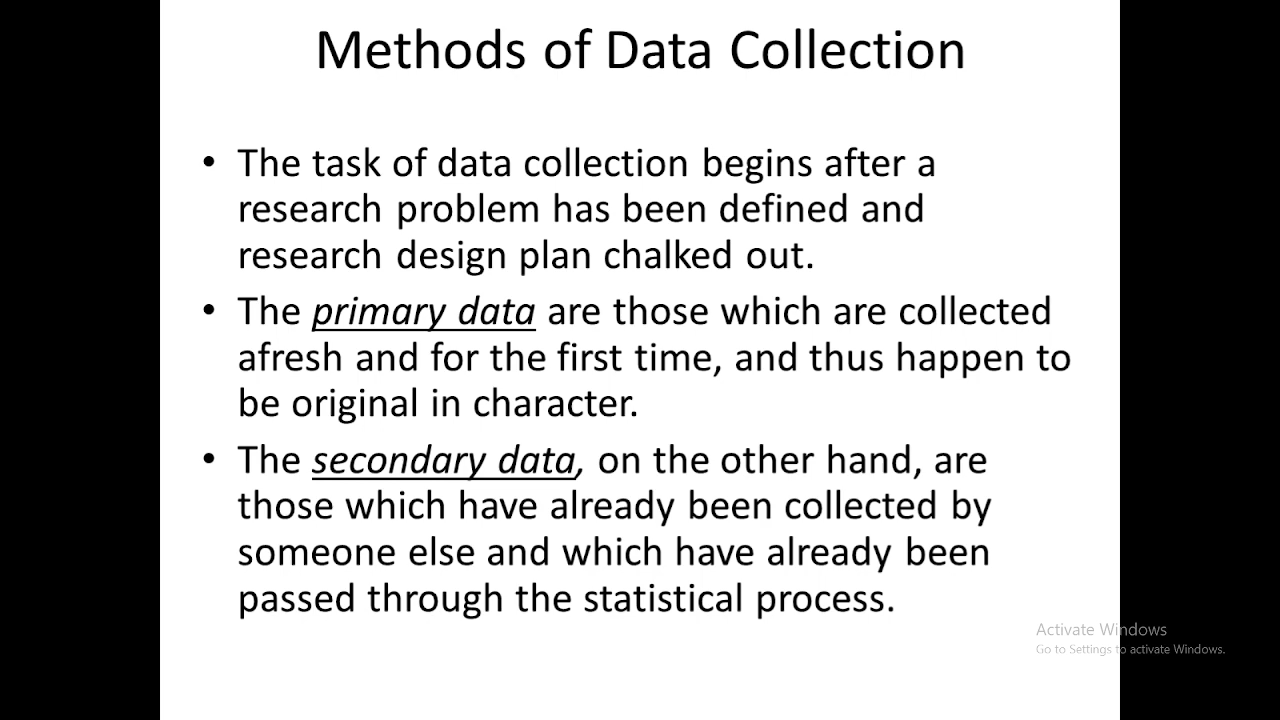 Methods of Data Collection
• The task of data collection begins after a
research problem has been defined and
research design plan chalked out.
• The primary data are those which are collected
afresh and for the first time, and thus happen to
be original in character.
• The secondary data, on the other hand, are
those which have already been collected by
someone else and which have already been
passed through the statistical process.
Activate Windows
Go to Settings to activate Windows.